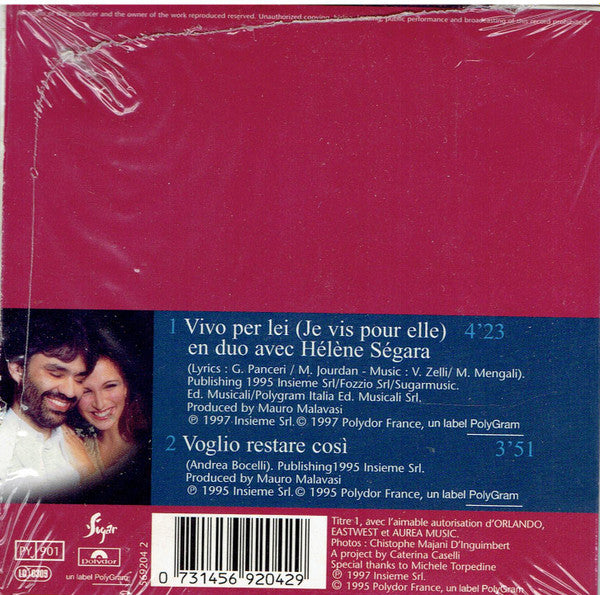 the producer and the owner of the work reproduced reserved. Unauthorized copying, public performance and broadcasting of this record prohibited.
1 Vivo per lei (Je vis pour elle) 4'23
en duo avec Hélène Ségara
(Lyrics : G. Panceri / M. Jourdan - Music : V. Zelli/ M. Mengali).
Publishing 1995 Insieme Srl/Fozzio Srl/Sugarmusic.
Ed. Musicali/Polygram Italia Ed. Musicali Srl.
Produced by Mauro Malavasi
℗ 1997 Insieme Srl. © 1997 Polydor France, un label PolyGram
2 Voglio restare così 3'51
(Andrea Bocelli). Publishing1995 Insieme Srl.
Produced by Mauro Malavasi
℗ 1995 Insieme Srl. © 1995 Polydor France, un label PolyGram
Sugar
PY 901
polydor
un label PolyGram
569204 2
0 731456 920429
Titre 1, avec l'aimable autorisation d'ORLANDO,
EASTWEST et AUREA MUSIC.
Photos : Chistophe Majani D'Inguimbert
A project by Caterina Caselli
Special thanks to Michele Torpedine
℗ 1997 Insieme Srl.
© 1995 Polydor France, un label PolyGram